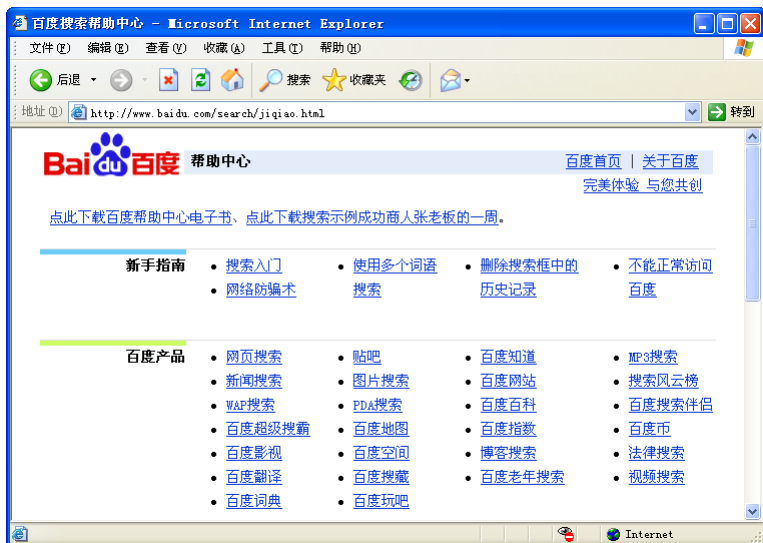 百度搜索帮助中心 - Microsoft Internet Explorer
文件(F) 编辑(E) 查看(V) 收藏(A) 工具(T) 帮助(H)
后退 搜索 收藏夹
地址(D) http://www.baidu.com/search/jiqiao.html 转到
Bai du 百度 帮助中心 百度首页 | 关于百度
完美体验 与您共创
点此下载百度帮助中心电子书、点此下载搜索示例成功商人张老板的一周。
新手指南 • 搜索入门 • 使用多个词语 • 删除搜索框中的 • 不能正常访问
• 网络防骗术 搜索 历史记录 百度
百度产品 • 网页搜索 • 贴吧 • 百度知道 • MP3搜索
• 新闻搜索 • 图片搜索 • 百度网站 • 搜索风云榜
• WAP搜索 • PDA搜索 • 百度百科 • 百度搜索伴侣
• 百度超级搜霸 • 百度地图 • 百度指数 • 百度币
• 百度影视 • 百度空间 • 博客搜索 • 法律搜索
• 百度翻译 • 百度搜藏 • 百度老年搜索 • 视频搜索
• 百度词典 • 百度玩吧
Internet